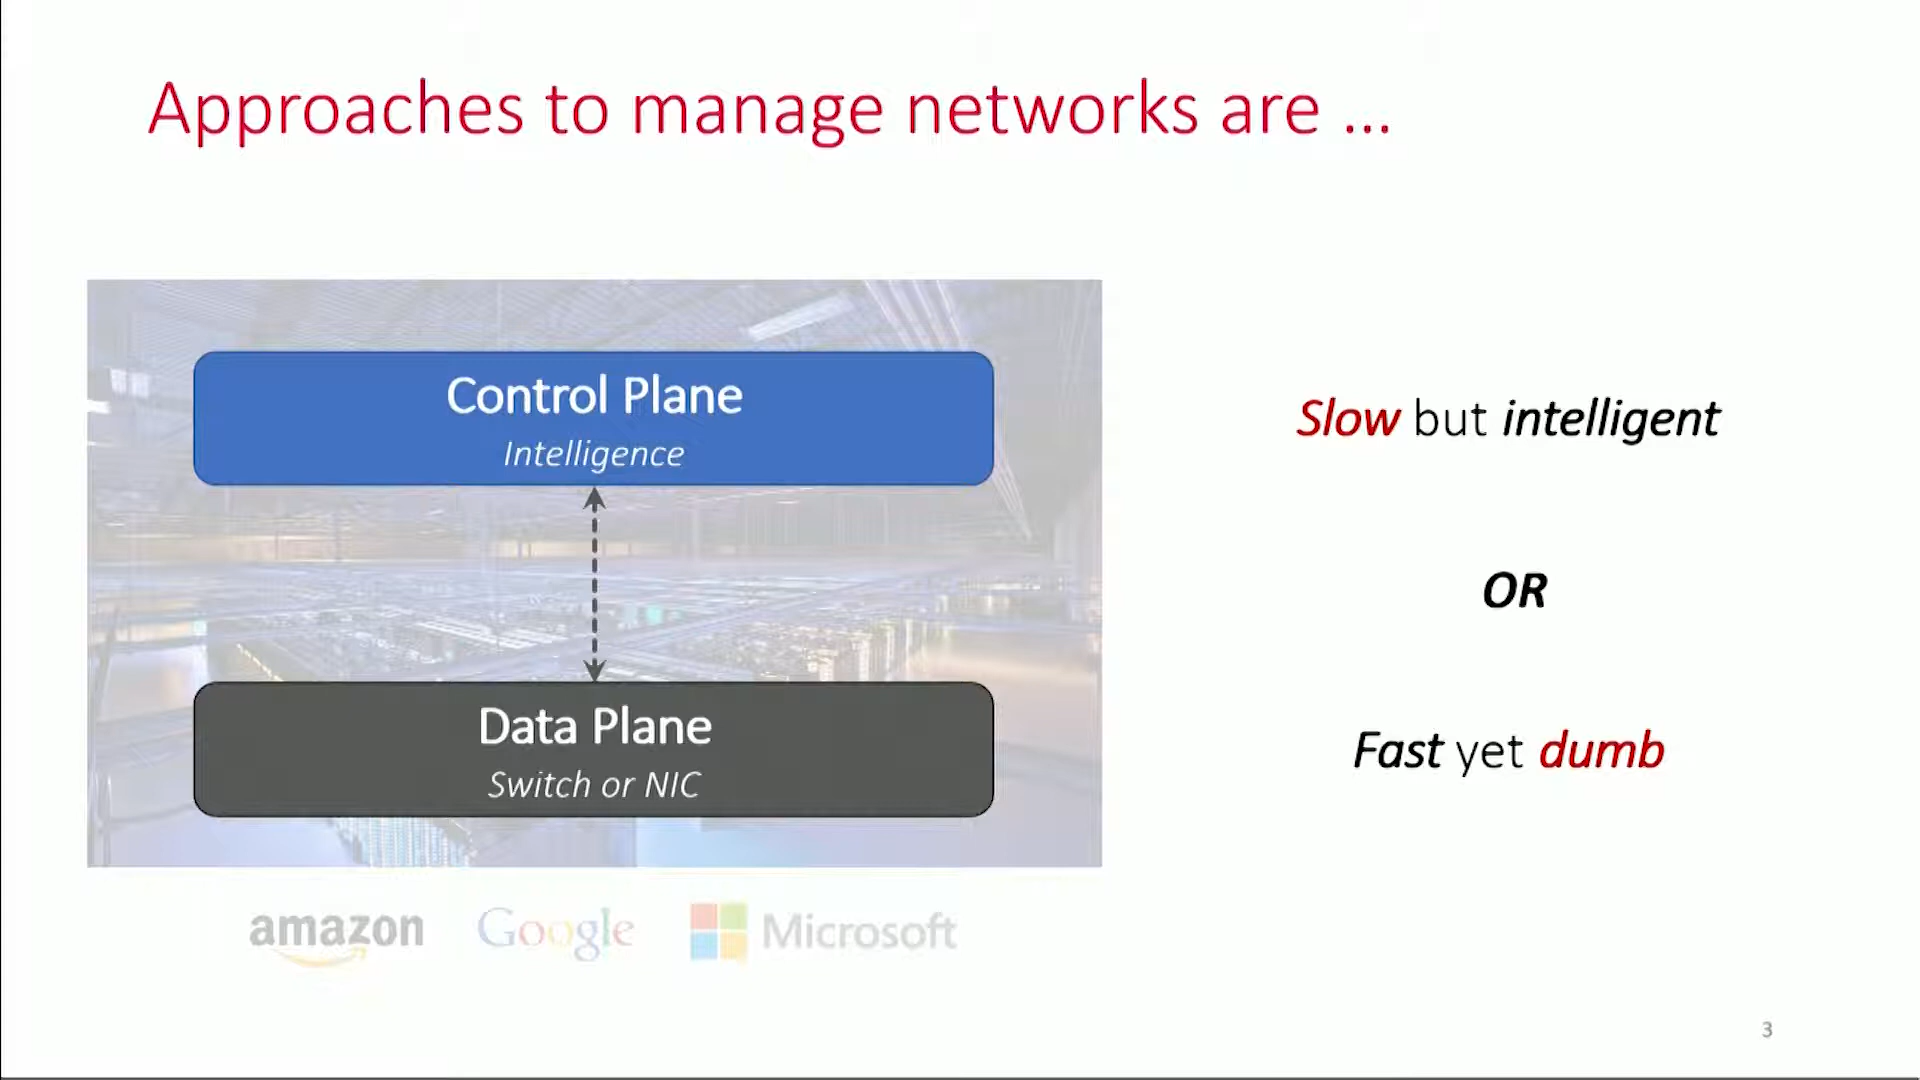 Approaches to manage networks are ...
Control Plane
Intelligence
Slow but intelligent
OR
Data Plane
Switch or NIC
Fast yet dumb
amazon Google Microsoft
3